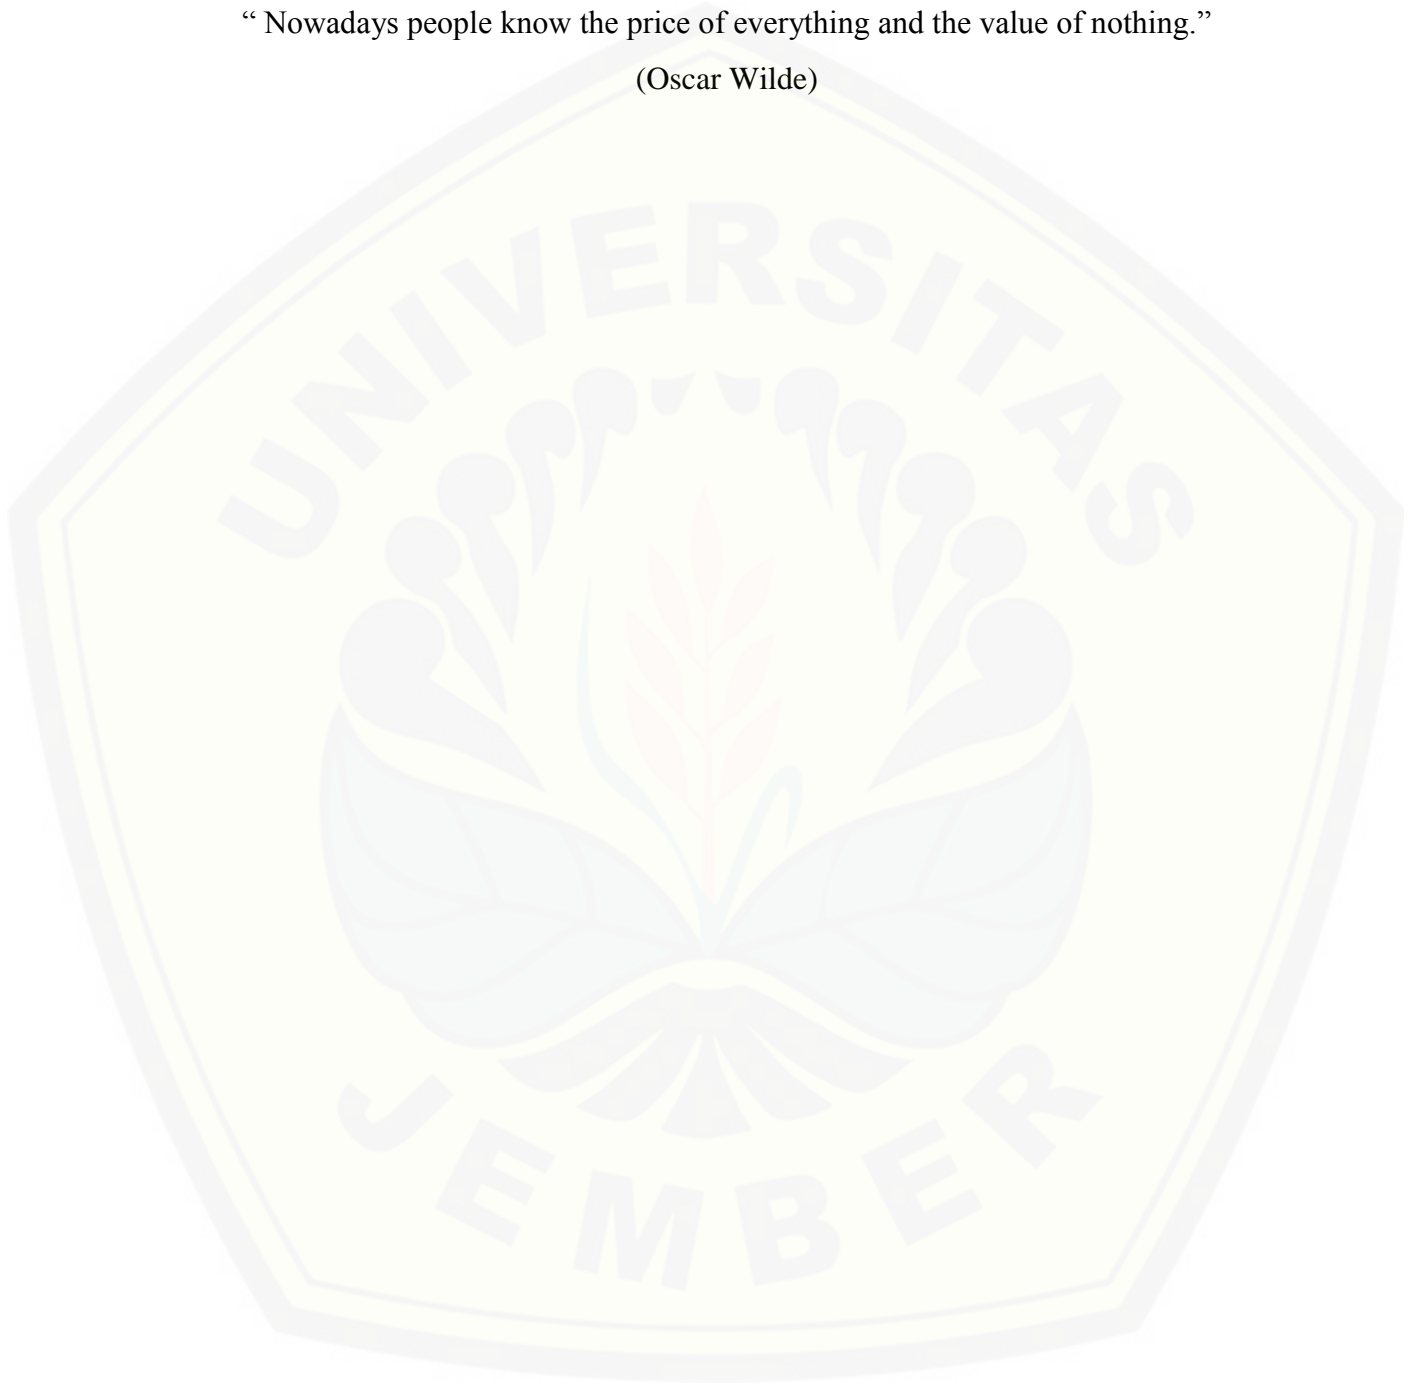 “ Nowadays people know the price of everything and the value of nothing.”
(Oscar Wilde)
UNIVERSITAS
JEMBER